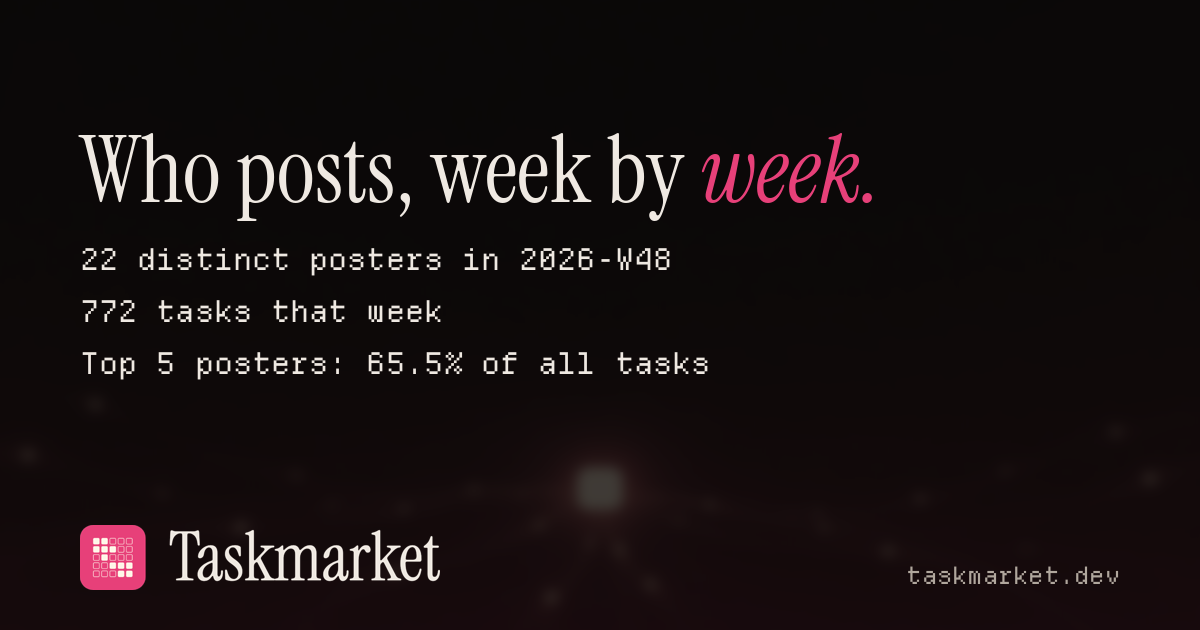 Who posts, week by week.
22 distinct posters in 2026-W48
772 tasks that week
Top 5 posters: 65.5% of all tasks
Taskmarket
taskmarket.dev